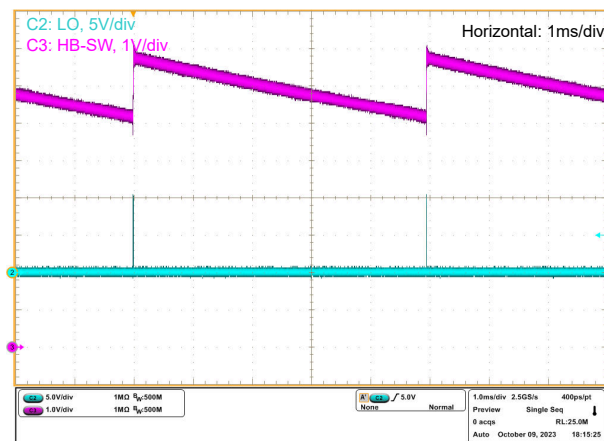 C2: LO, 5V/div
C3: HB-SW, 1V/div
Horizontal: 1ms/div
2
3
C2 5.0V/div 1MΩ BW:500M
C3 1.0V/div 1MΩ BW:500M
A' C2 5.0V
None Normal
1.0ms/div 2.5GS/s 400ps/pt
Preview Single Seq
0 acqs RL:25.0M
Auto October 09, 2023 18:15:25